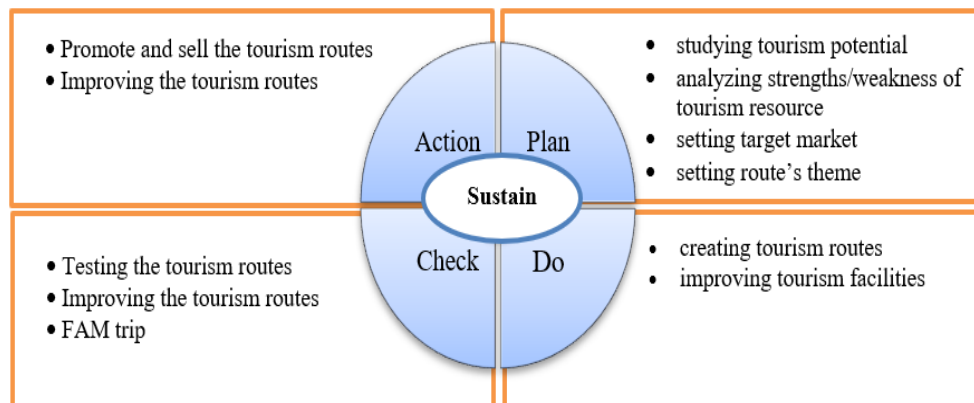 • Promote and sell the tourism routes
• Improving the tourism routes
• studying tourism potential
• analyzing strengths/weakness of
tourism resource
• setting target market
• setting route's theme
Action
Plan
Sustain
Check
Do
• Testing the tourism routes
• Improving the tourism routes
• FAM trip
• creating tourism routes
• improving tourism facilities